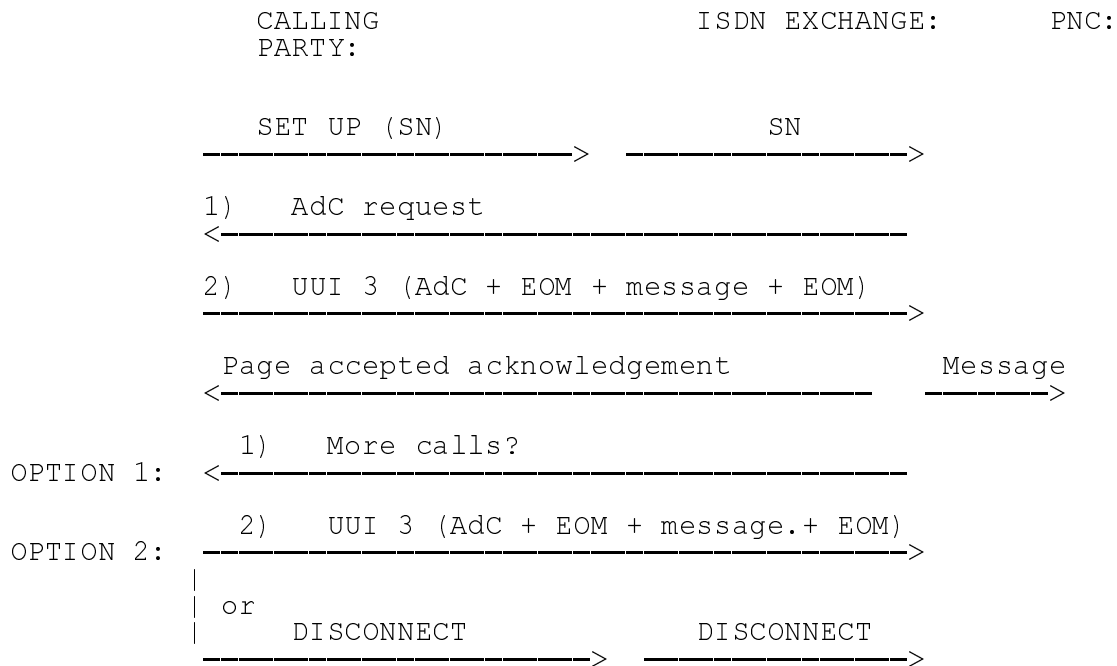 CALLING ISDN EXCHANGE: PNC:
PARTY:
SET UP (SN) SN
1) AdC request
2) UUI 3 (AdC + EOM + message + EOM)
Page accepted acknowledgement Message
1) More calls?
OPTION 1:
2) UUI 3 (AdC + EOM + message.+ EOM)
OPTION 2:
or
DISCONNECT DISCONNECT